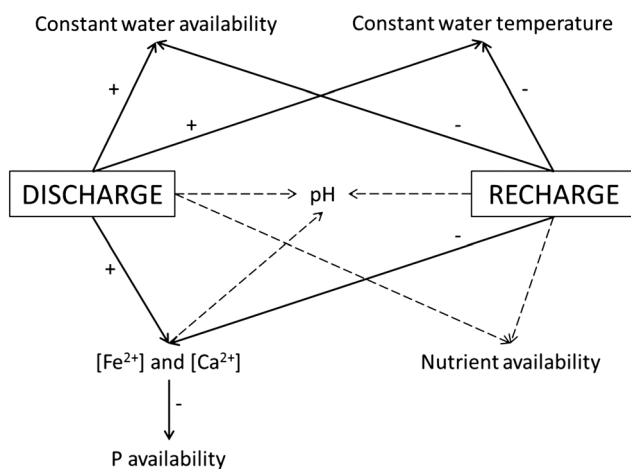 Constant water availability
Constant water temperature
+
+
-
-
DISCHARGE
pH
RECHARGE
+
-
[Fe²⁺] and [Ca²⁺]
Nutrient availability
-
P availability